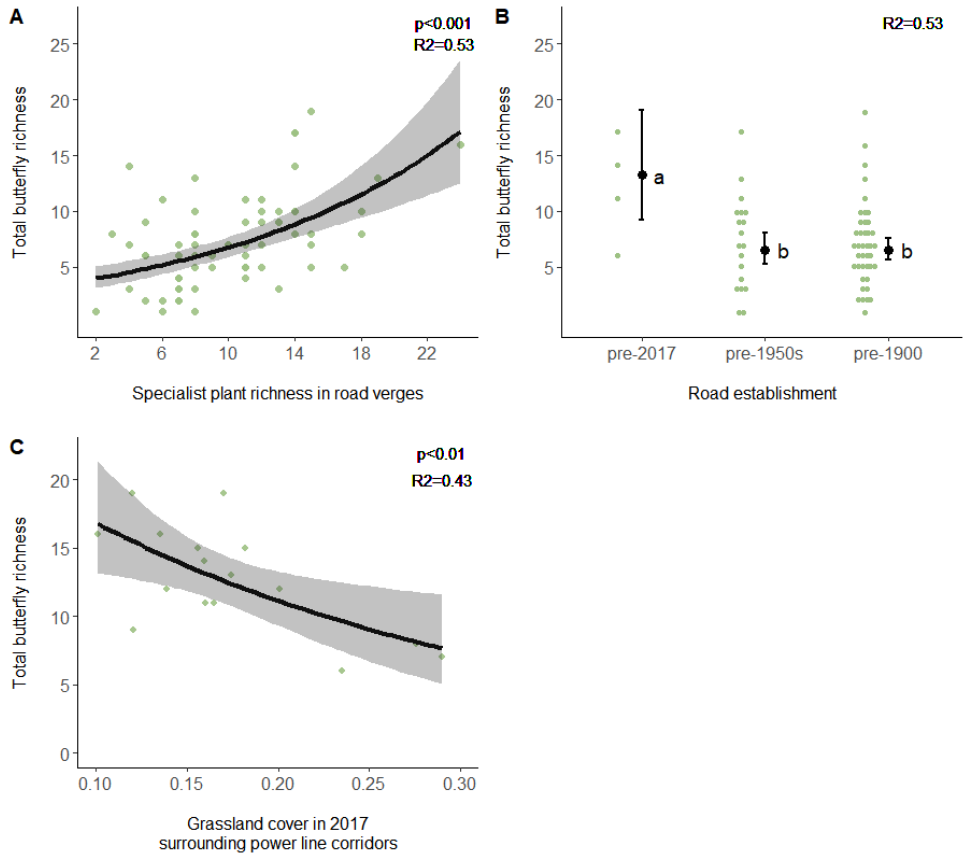 A
p<0.001
R2=0.53
25
20
15
10
5
Total butterfly richness
2 6 10 14 18 22
Specialist plant richness in road verges
B
R2=0.53
25
20
15
10
5
Total butterfly richness
a
b
b
pre-2017 pre-1950s pre-1900
Road establishment
C
p<0.01
R2=0.43
20
15
10
5
0
Total butterfly richness
0.10 0.15 0.20 0.25 0.30
Grassland cover in 2017
surrounding power line corridors